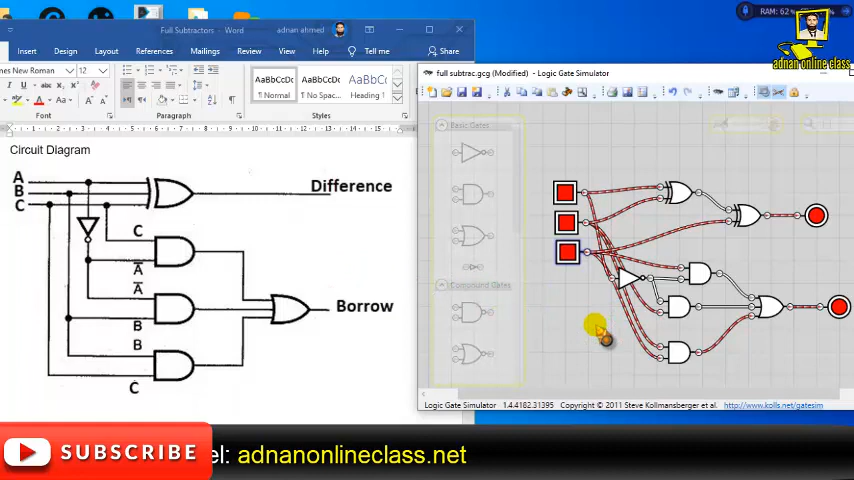 RAM: 62
Full Subtractors - Word
adnan ahmed
adnan online class
Insert
Design
Layout
References
Mailings
Review
View
Help
Tell me
nes New Roman
12
AaBbCcDc
AaBbCcDc
AaBbCc
¶ Normal
¶ No Spac...
Heading 1
Paragraph
Styles
full subtrac.gcg (Modified) - Logic Gate Simulator
Basic Gates
Compound Gates
Circuit Diagram
A
B
C
Difference
C
A̅
A̅
B
B
C
Borrow
Logic Gate Simulator 1.4.4182.31395 Copyright © 2011 Steve Kollmansberger et al. http://www.kolls.net/gatesim
SUBSCRIBE
el: adnanonlineclass.net